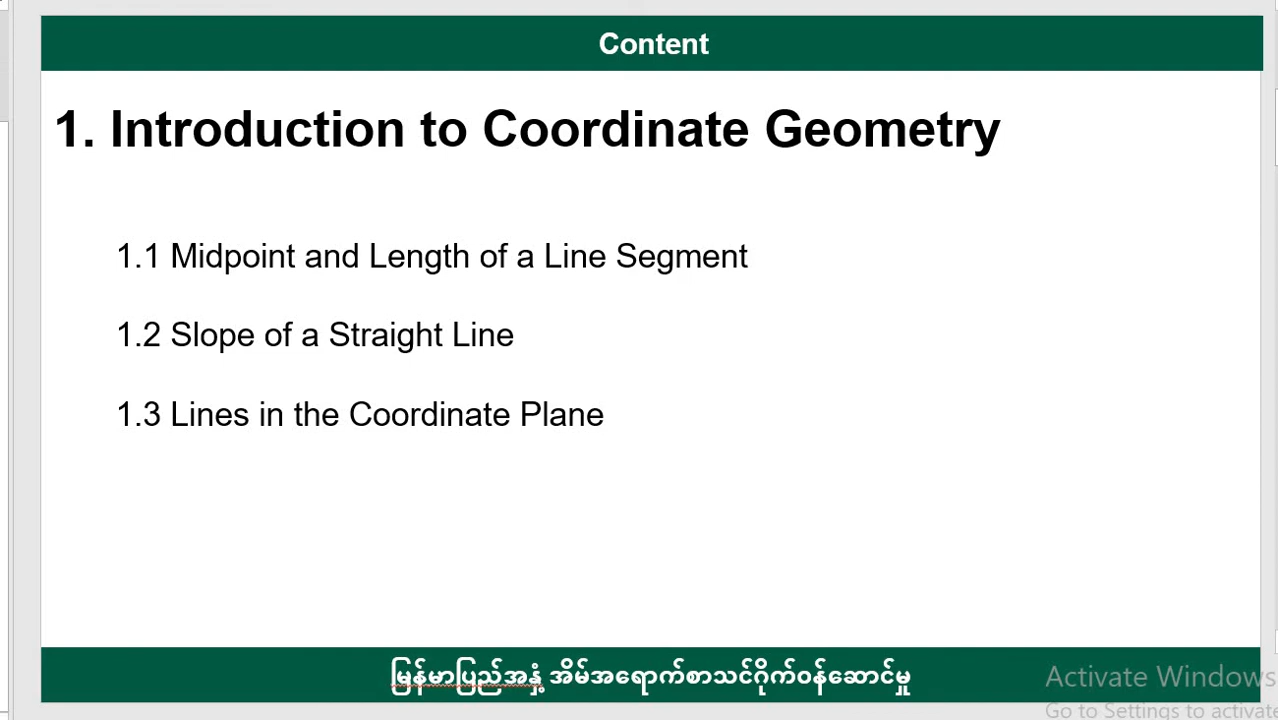 Content
1. Introduction to Coordinate Geometry
1.1 Midpoint and Length of a Line Segment
1.2 Slope of a Straight Line
1.3 Lines in the Coordinate Plane
မြန်မာပြည်အနှံ့ အိမ်အရောက်စာသင်ဂိုက်ဝန်ဆောင်မှု
Activate Windows
Go to Settings to activate